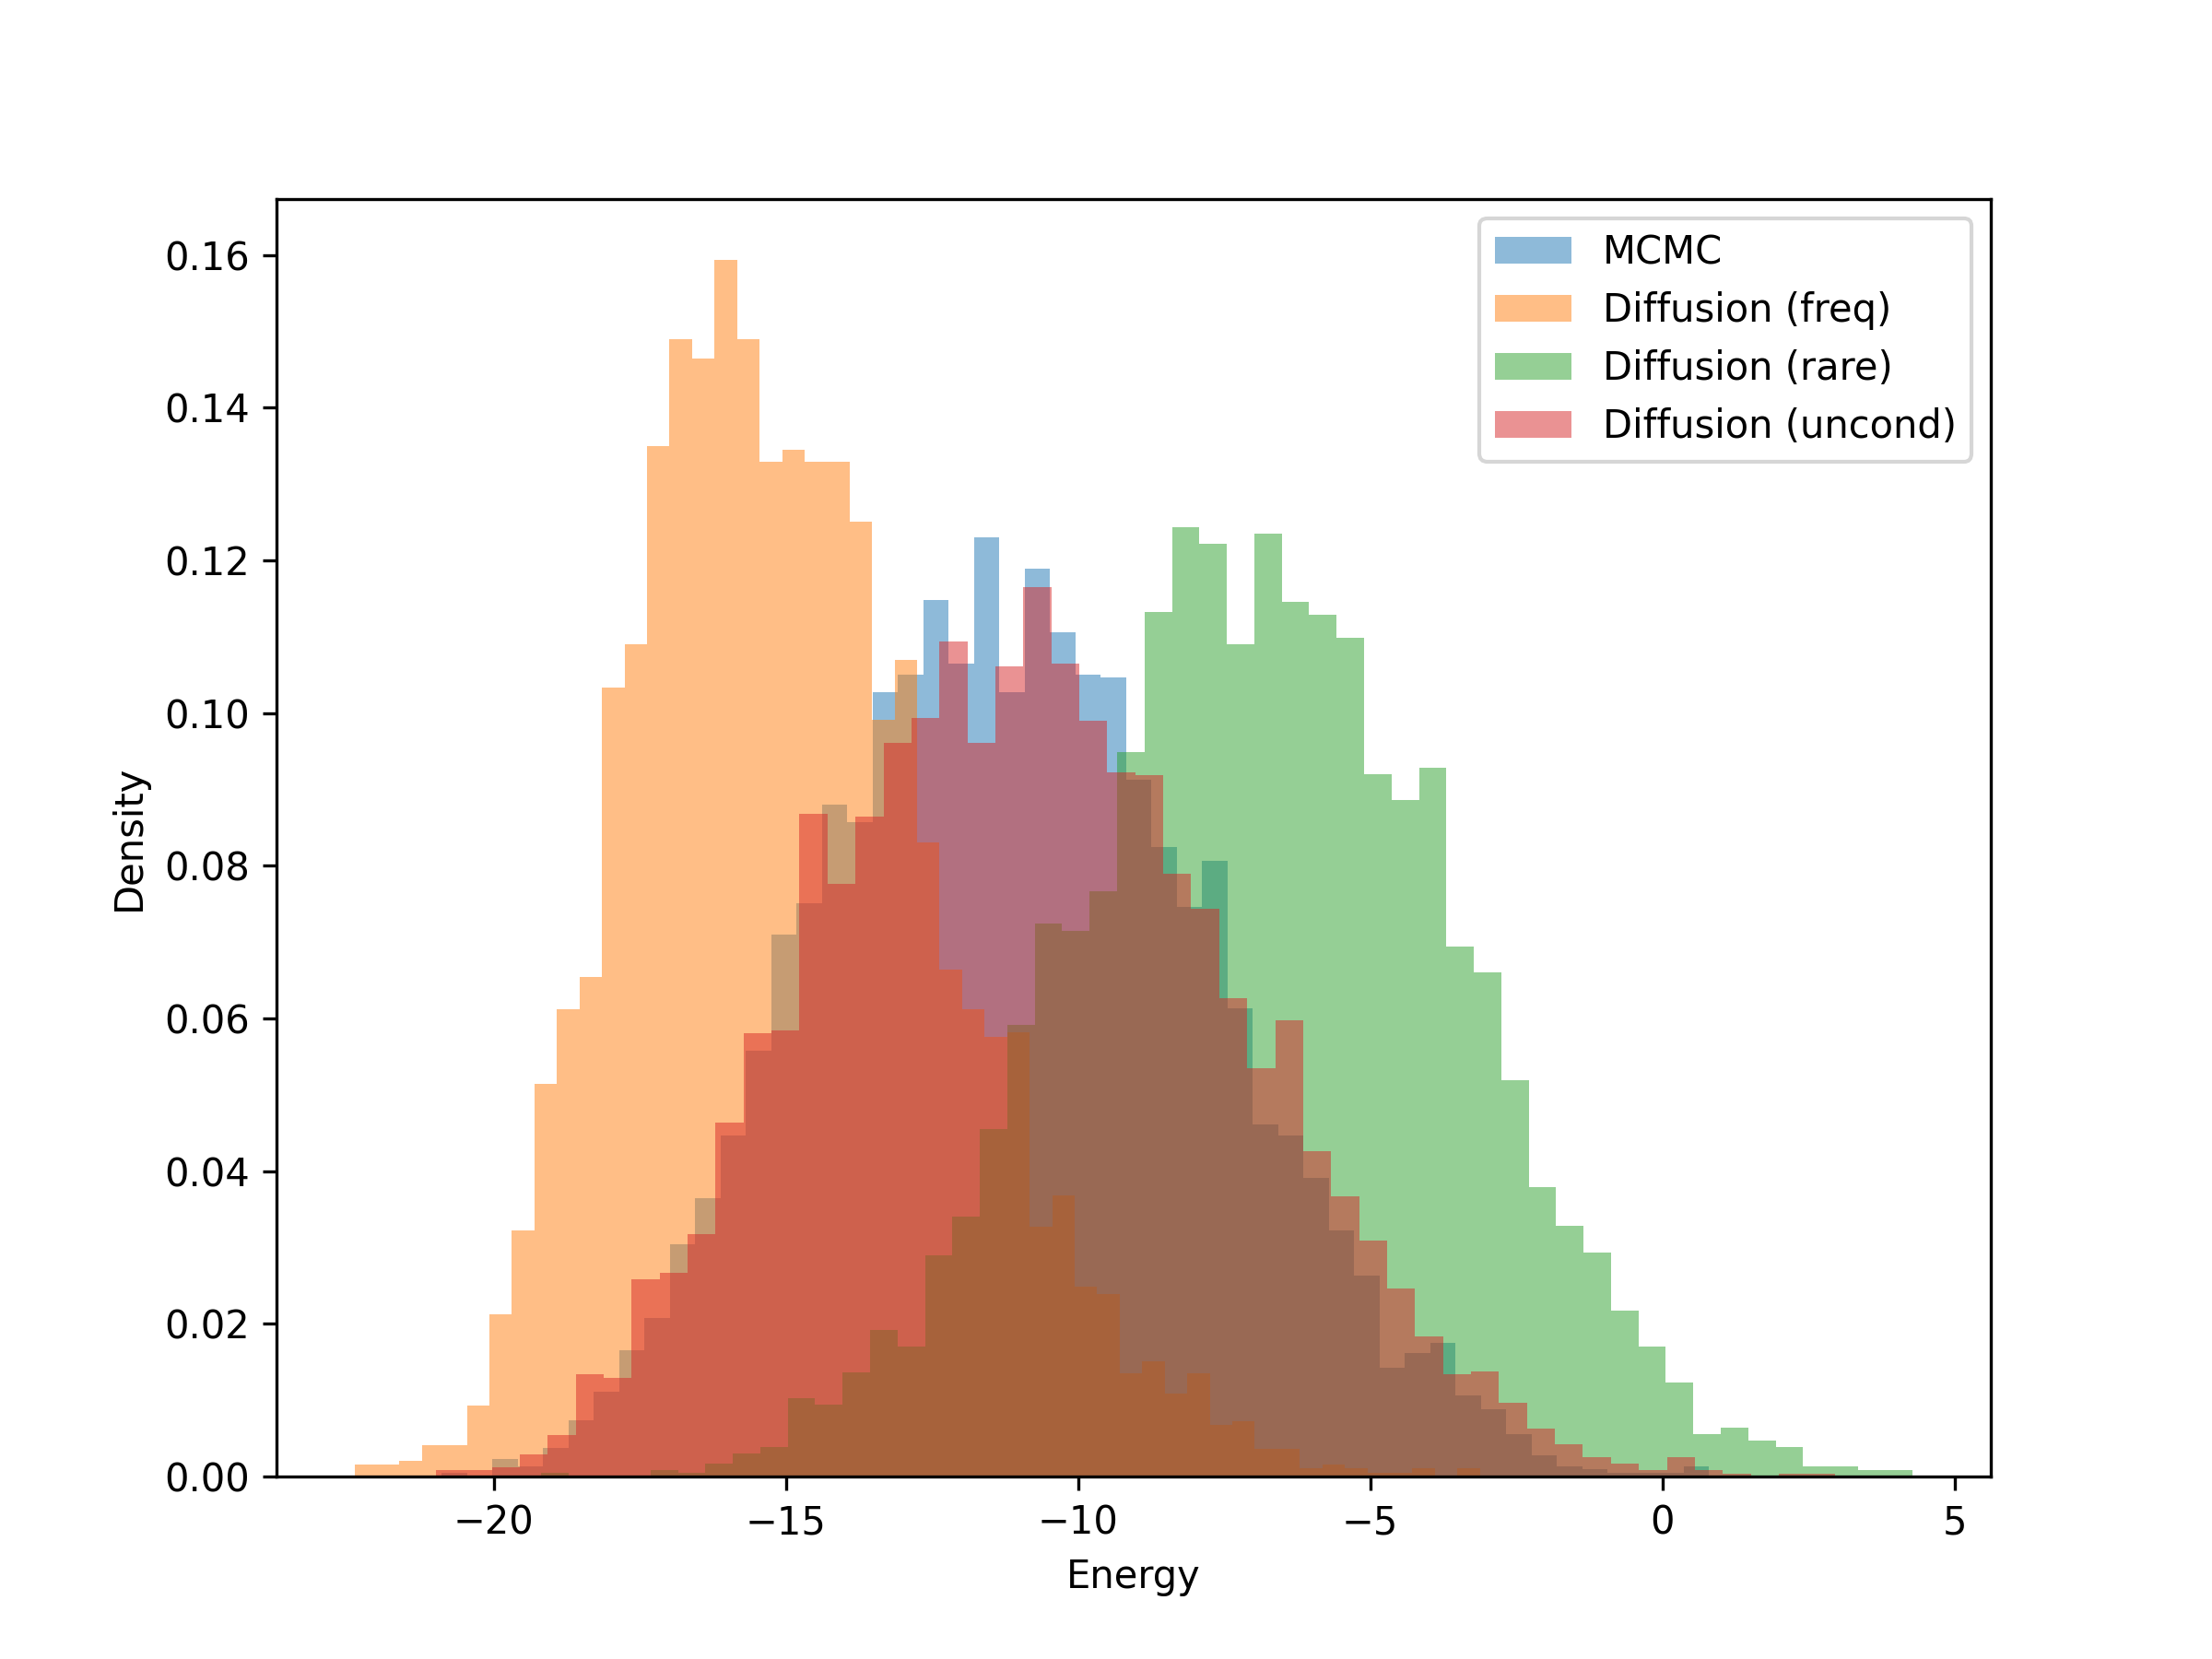 MCMC
Diffusion (freq)
Diffusion (rare)
Diffusion (uncond)
0.16
0.14
0.12
0.10
0.08
0.06
0.04
0.02
0.00
Density
−20 −15 −10 −5 0 5
Energy